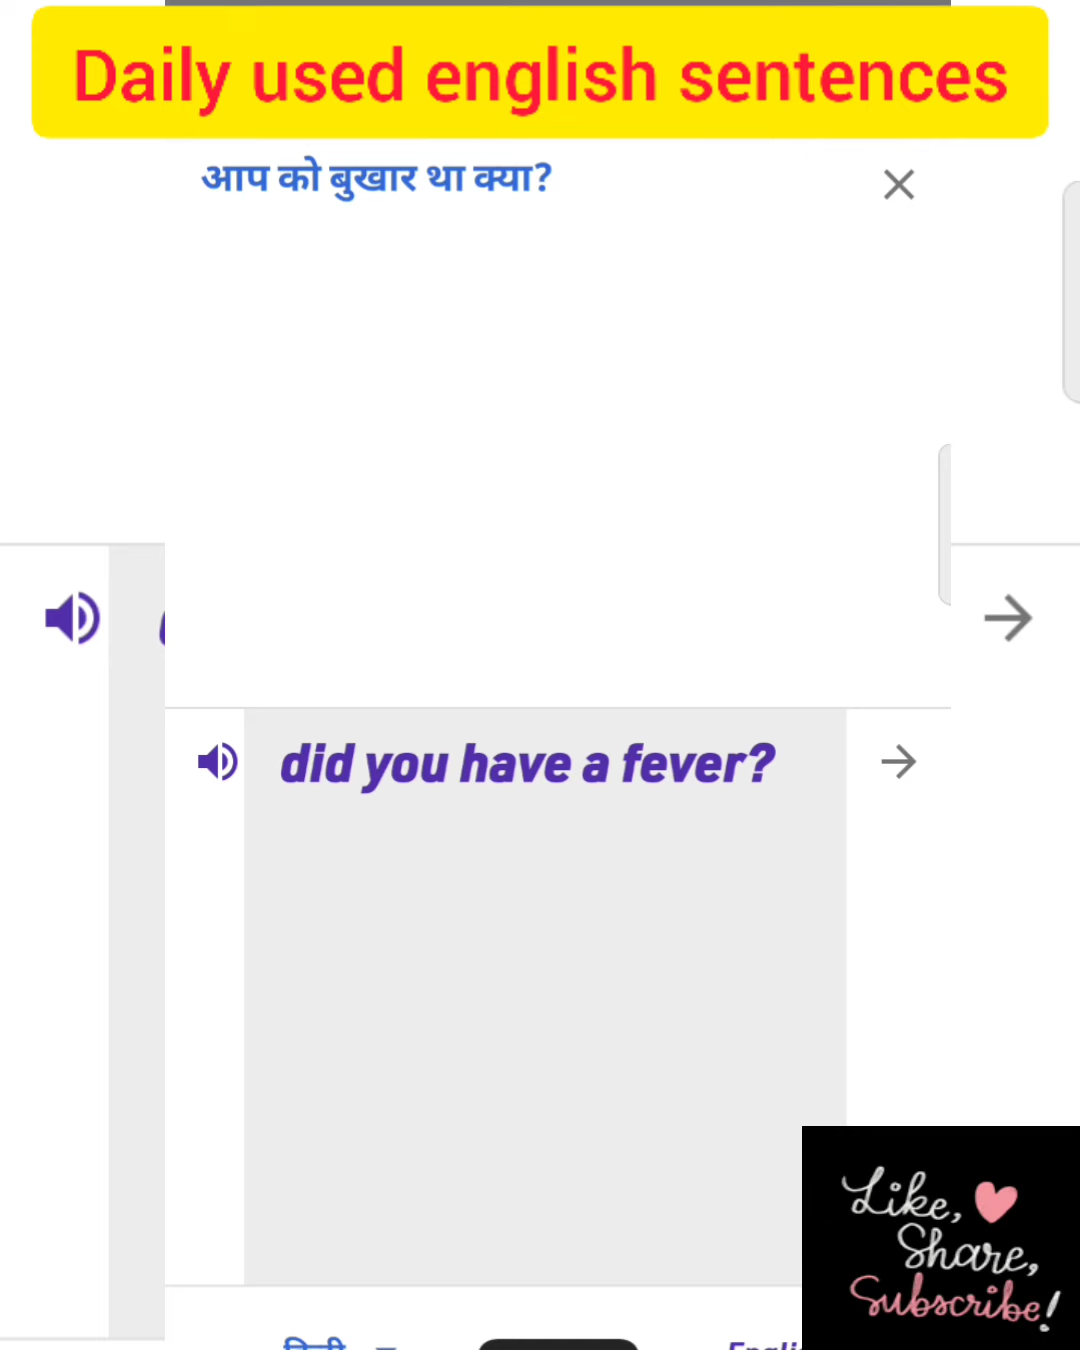 Daily used english sentences
आप को बुखार था क्या?
did you have a fever?
Like,
Share,
Subscribe!